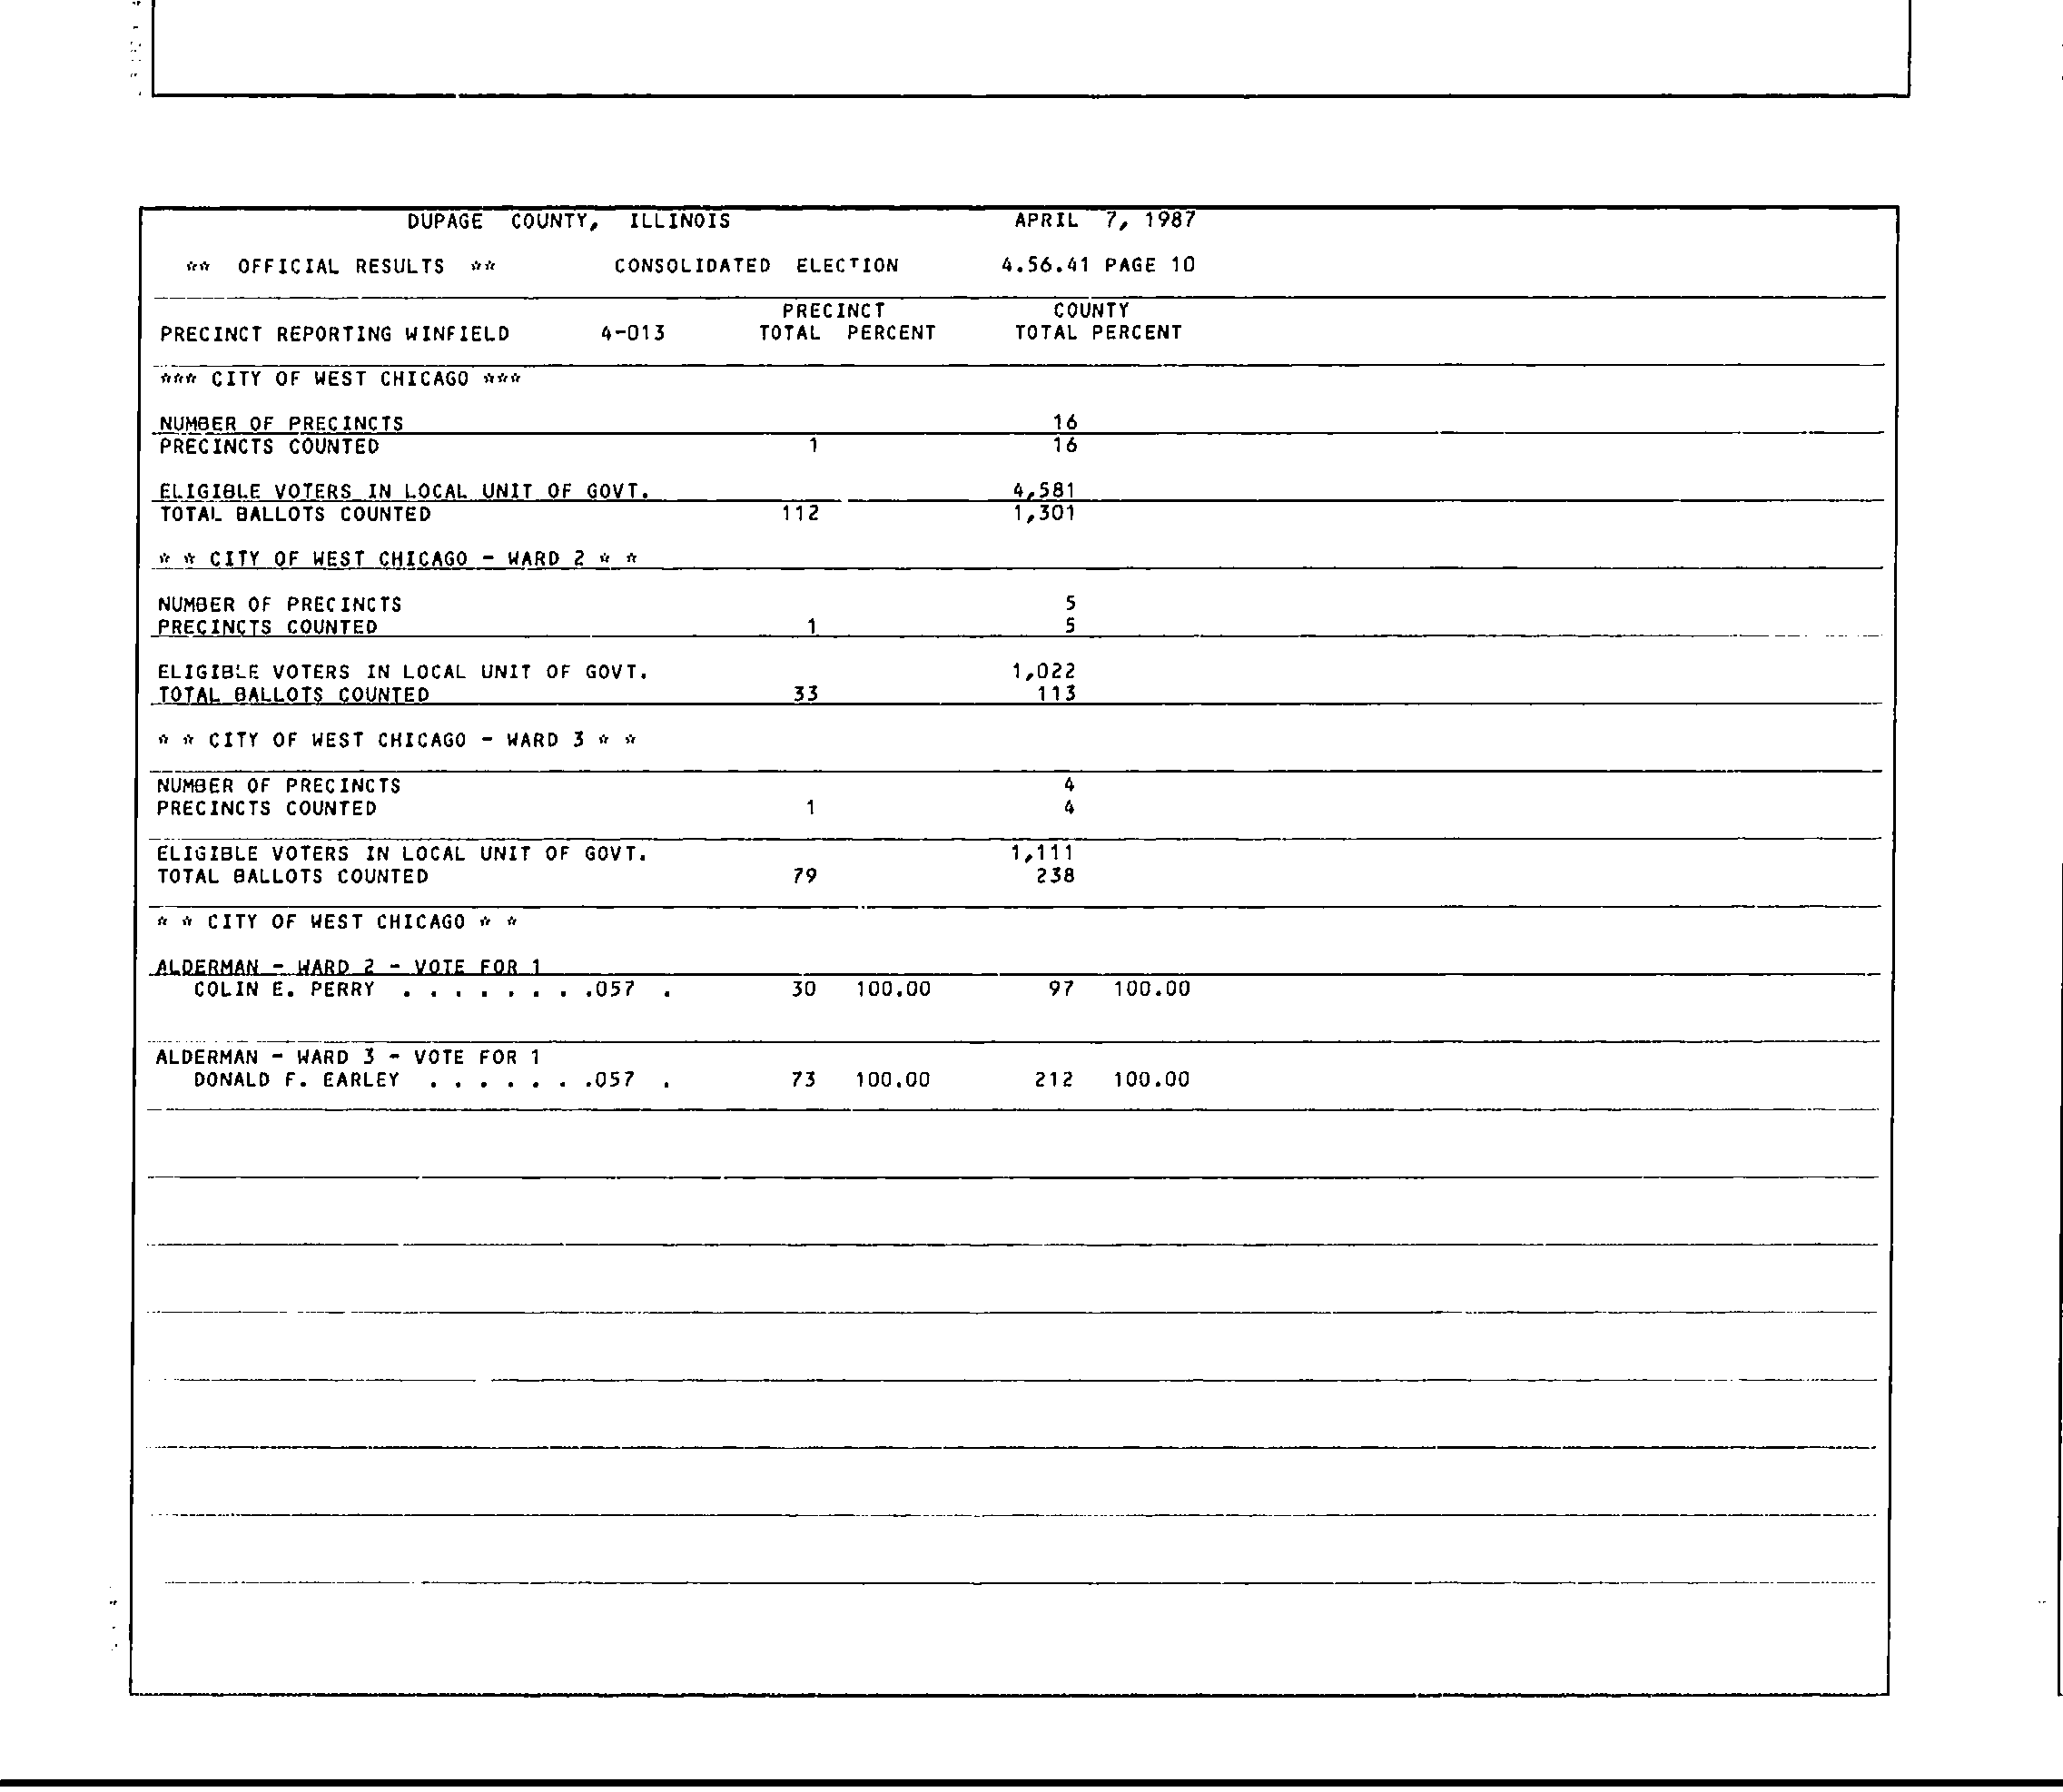 DUPAGE COUNTY, ILLINOIS APRIL 7, 1987
** OFFICIAL RESULTS ** CONSOLIDATED ELECTION 4.56.41 PAGE 10
PRECINCT COUNTY
PRECINCT REPORTING WINFIELD 4-013 TOTAL PERCENT TOTAL PERCENT
*** CITY OF WEST CHICAGO ***
NUMBER OF PRECINCTS 16
PRECINCTS COUNTED 1 16
ELIGIBLE VOTERS IN LOCAL UNIT OF GOVT. 4,581
TOTAL BALLOTS COUNTED 112 1,301
* * CITY OF WEST CHICAGO - WARD 2 * *
NUMBER OF PRECINCTS 5
PRECINCTS COUNTED 1 5
ELIGIBLE VOTERS IN LOCAL UNIT OF GOVT. 1,022
TOTAL BALLOTS COUNTED 33 113
* * CITY OF WEST CHICAGO - WARD 3 * *
NUMBER OF PRECINCTS 4
PRECINCTS COUNTED 1 4
ELIGIBLE VOTERS IN LOCAL UNIT OF GOVT. 1,111
TOTAL BALLOTS COUNTED 79 238
* * CITY OF WEST CHICAGO * *
ALDERMAN - WARD 2 - VOTE FOR 1
COLIN E. PERRY . . . . . . . .057 . 30 100.00 97 100.00
ALDERMAN - WARD 3 - VOTE FOR 1
DONALD F. EARLEY . . . . . . .057 . 73 100.00 212 100.00